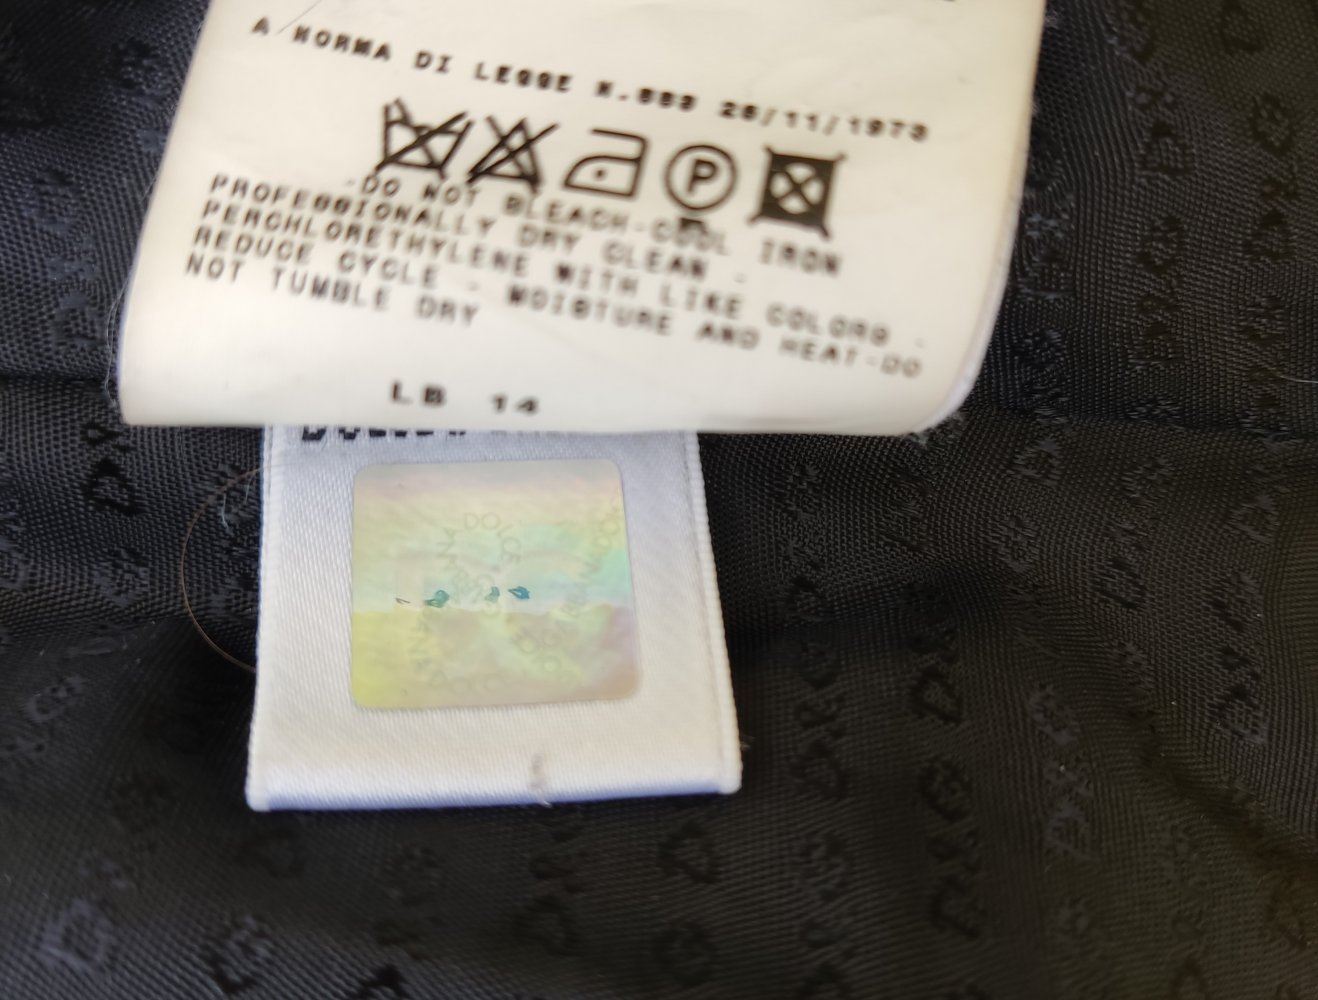 A NORMA DI LEGGE N.883 26/11/1973
P
-DO NOT BLEACH-COOL IRON
PROFESSIONALLY DRY CLEAN -
PERCHLORETHYLENE WITH LIKE COLORS -
REDUCE CYCLE - MOISTURE AND HEAT-DO
NOT TUMBLE DRY
LB 14
DOLCE